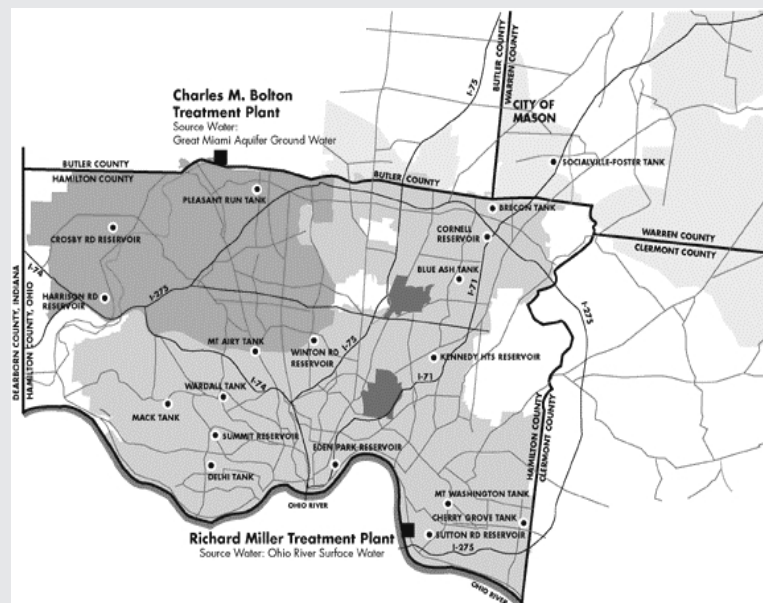 BUTLER COUNTY
WARREN COUNTY
I-75
CITY OF
MASON
Charles M. Bolton
Treatment Plant
Source Water:
Great Miami Aquifer Ground Water
SOCIALVILLE-FOSTER TANK
BUTLER COUNTY
HAMILTON COUNTY
BUTLER COUNTY
PLEASANT RUN TANK
BRECON TANK
CROSBY RD RESERVOIR
CORNELL
RESERVOIR
WARREN COUNTY
CLERMONT COUNTY
I-74
BLUE ASH TANK
I-71
I-275
HARRISON RD
RESERVOIR
I-275
DEARBORN COUNTY, INDIANA
HAMILTON COUNTY, OHIO
MT AIRY TANK
WINTON RD
RESERVOIR
I-75
KENNEDY HTS RESERVOIR
I-74
I-71
WARDALL TANK
MACK TANK
SUMMIT RESERVOIR
EDEN PARK RESERVOIR
HAMILTON COUNTY
CLERMONT COUNTY
DELHI TANK
OHIO RIVER
MT WASHINGTON TANK
CHERRY GROVE TANK
Richard Miller Treatment Plant
SUTTON RD RESERVOIR
Source Water: Ohio River Surface Water
I-275
OHIO RIVER